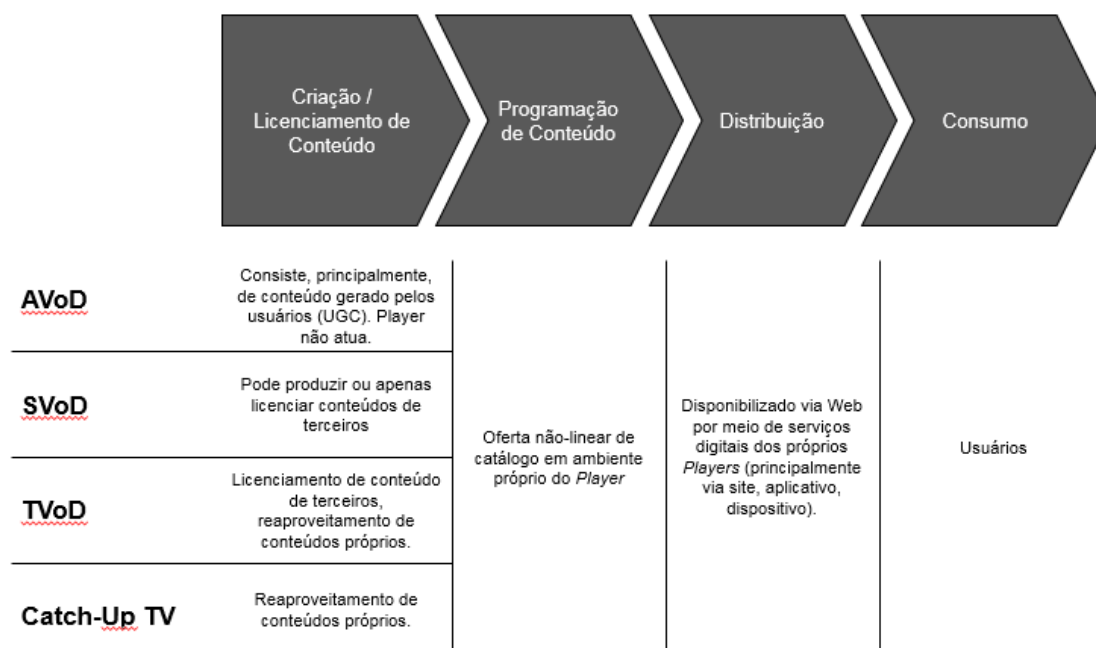 Criação /
Licenciamento de
Conteúdo
Programação
de Conteúdo
Distribuição
Consumo
AVoD
Consiste, principalmente,
de conteúdo gerado pelos
usuários (UGC). Player
não atua.
SVoD
Pode produzir ou apenas
licenciar conteúdos de
terceiros
TVoD
Licenciamento de conteúdo
de terceiros,
reaproveitamento de
conteúdos próprios.
Catch-Up TV
Reaproveitamento de
conteúdos próprios.
Oferta não-linear de
catálogo em ambiente
próprio do Player
Disponibilizado via Web
por meio de serviços
digitais dos próprios
Players (principalmente
via site, aplicativo,
dispositivo).
Usuários